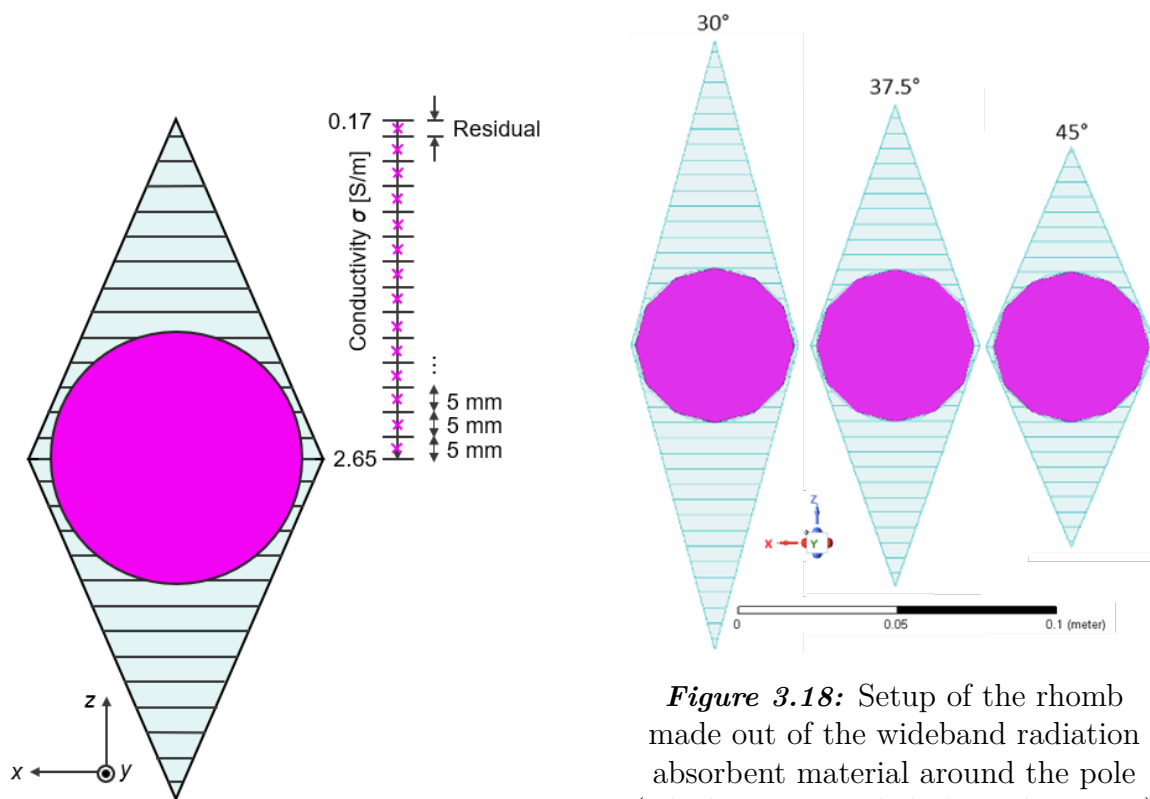 0.17
Residual
Conductivity σ [S/m]
⋮
5 mm
5 mm
2.65
5 mm
z
x
y
30°
37.5°
45°
Z
X
Y
0
0.05
0.1 (meter)
Figure 3.18: Setup of the rhomb
made out of the wideband radiation
absorbent material around the pole